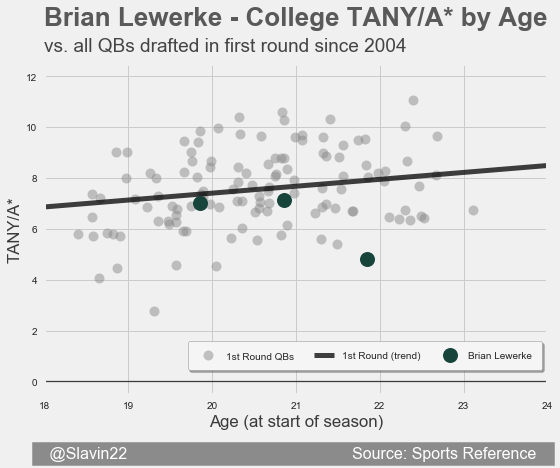 Brian Lewerke - College TANY/A* by Age
vs. all QBs drafted in first round since 2004
TANY/A*
12
10
8
6
4
2
0
1st Round QBs 1st Round (trend) Brian Lewerke
18 19 20 21 22 23 24
Age (at start of season)
@Slavin22 Source: Sports Reference